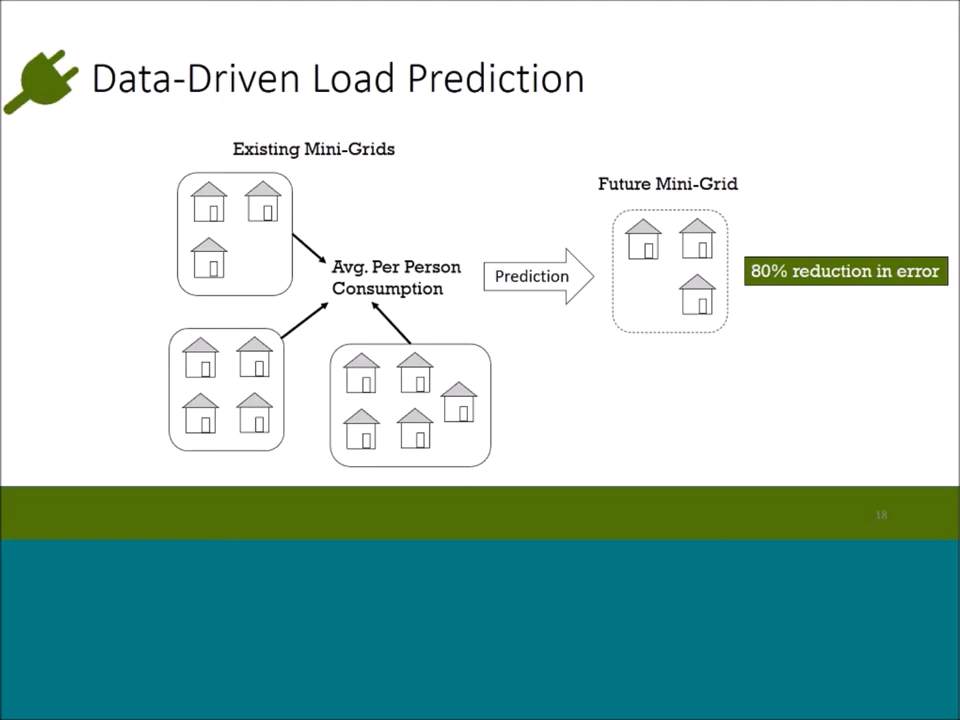 Data-Driven Load Prediction
Existing Mini-Grids
Future Mini-Grid
Avg. Per Person
Consumption
Prediction
80% reduction in error
18